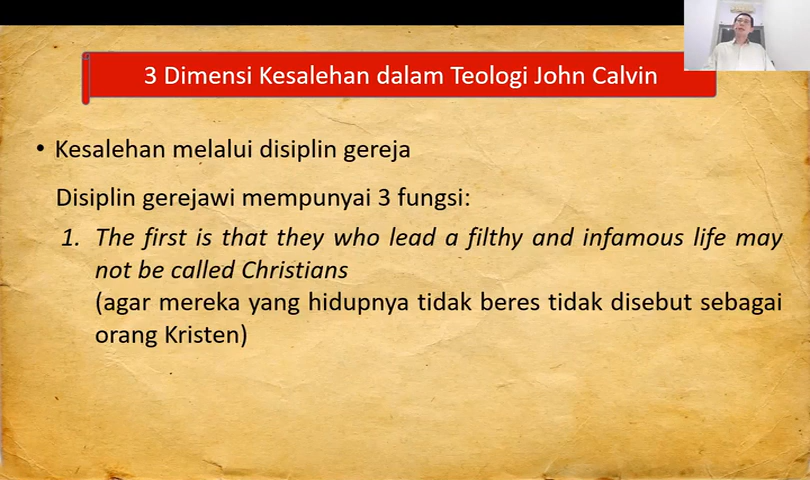 3 Dimensi Kesalehan dalam Teologi John Calvin
• Kesalehan melalui disiplin gereja
Disiplin gerejawi mempunyai 3 fungsi:
1. The first is that they who lead a filthy and infamous life may
not be called Christians
(agar mereka yang hidupnya tidak beres tidak disebut sebagai
orang Kristen)